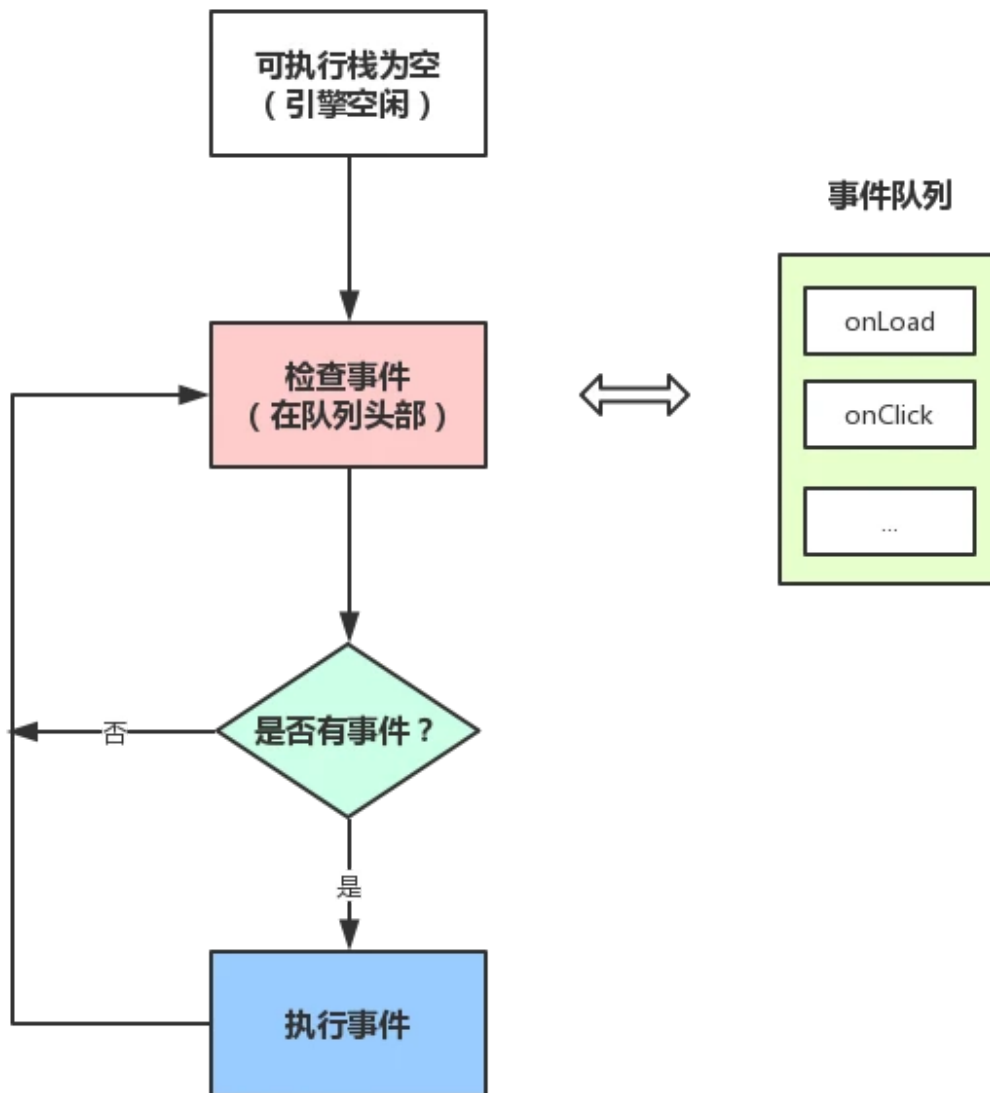 可执行栈为空
（引擎空闲）
事件队列
onLoad
检查事件
（在队列头部）
onClick
...
是否有事件？
否
是
执行事件